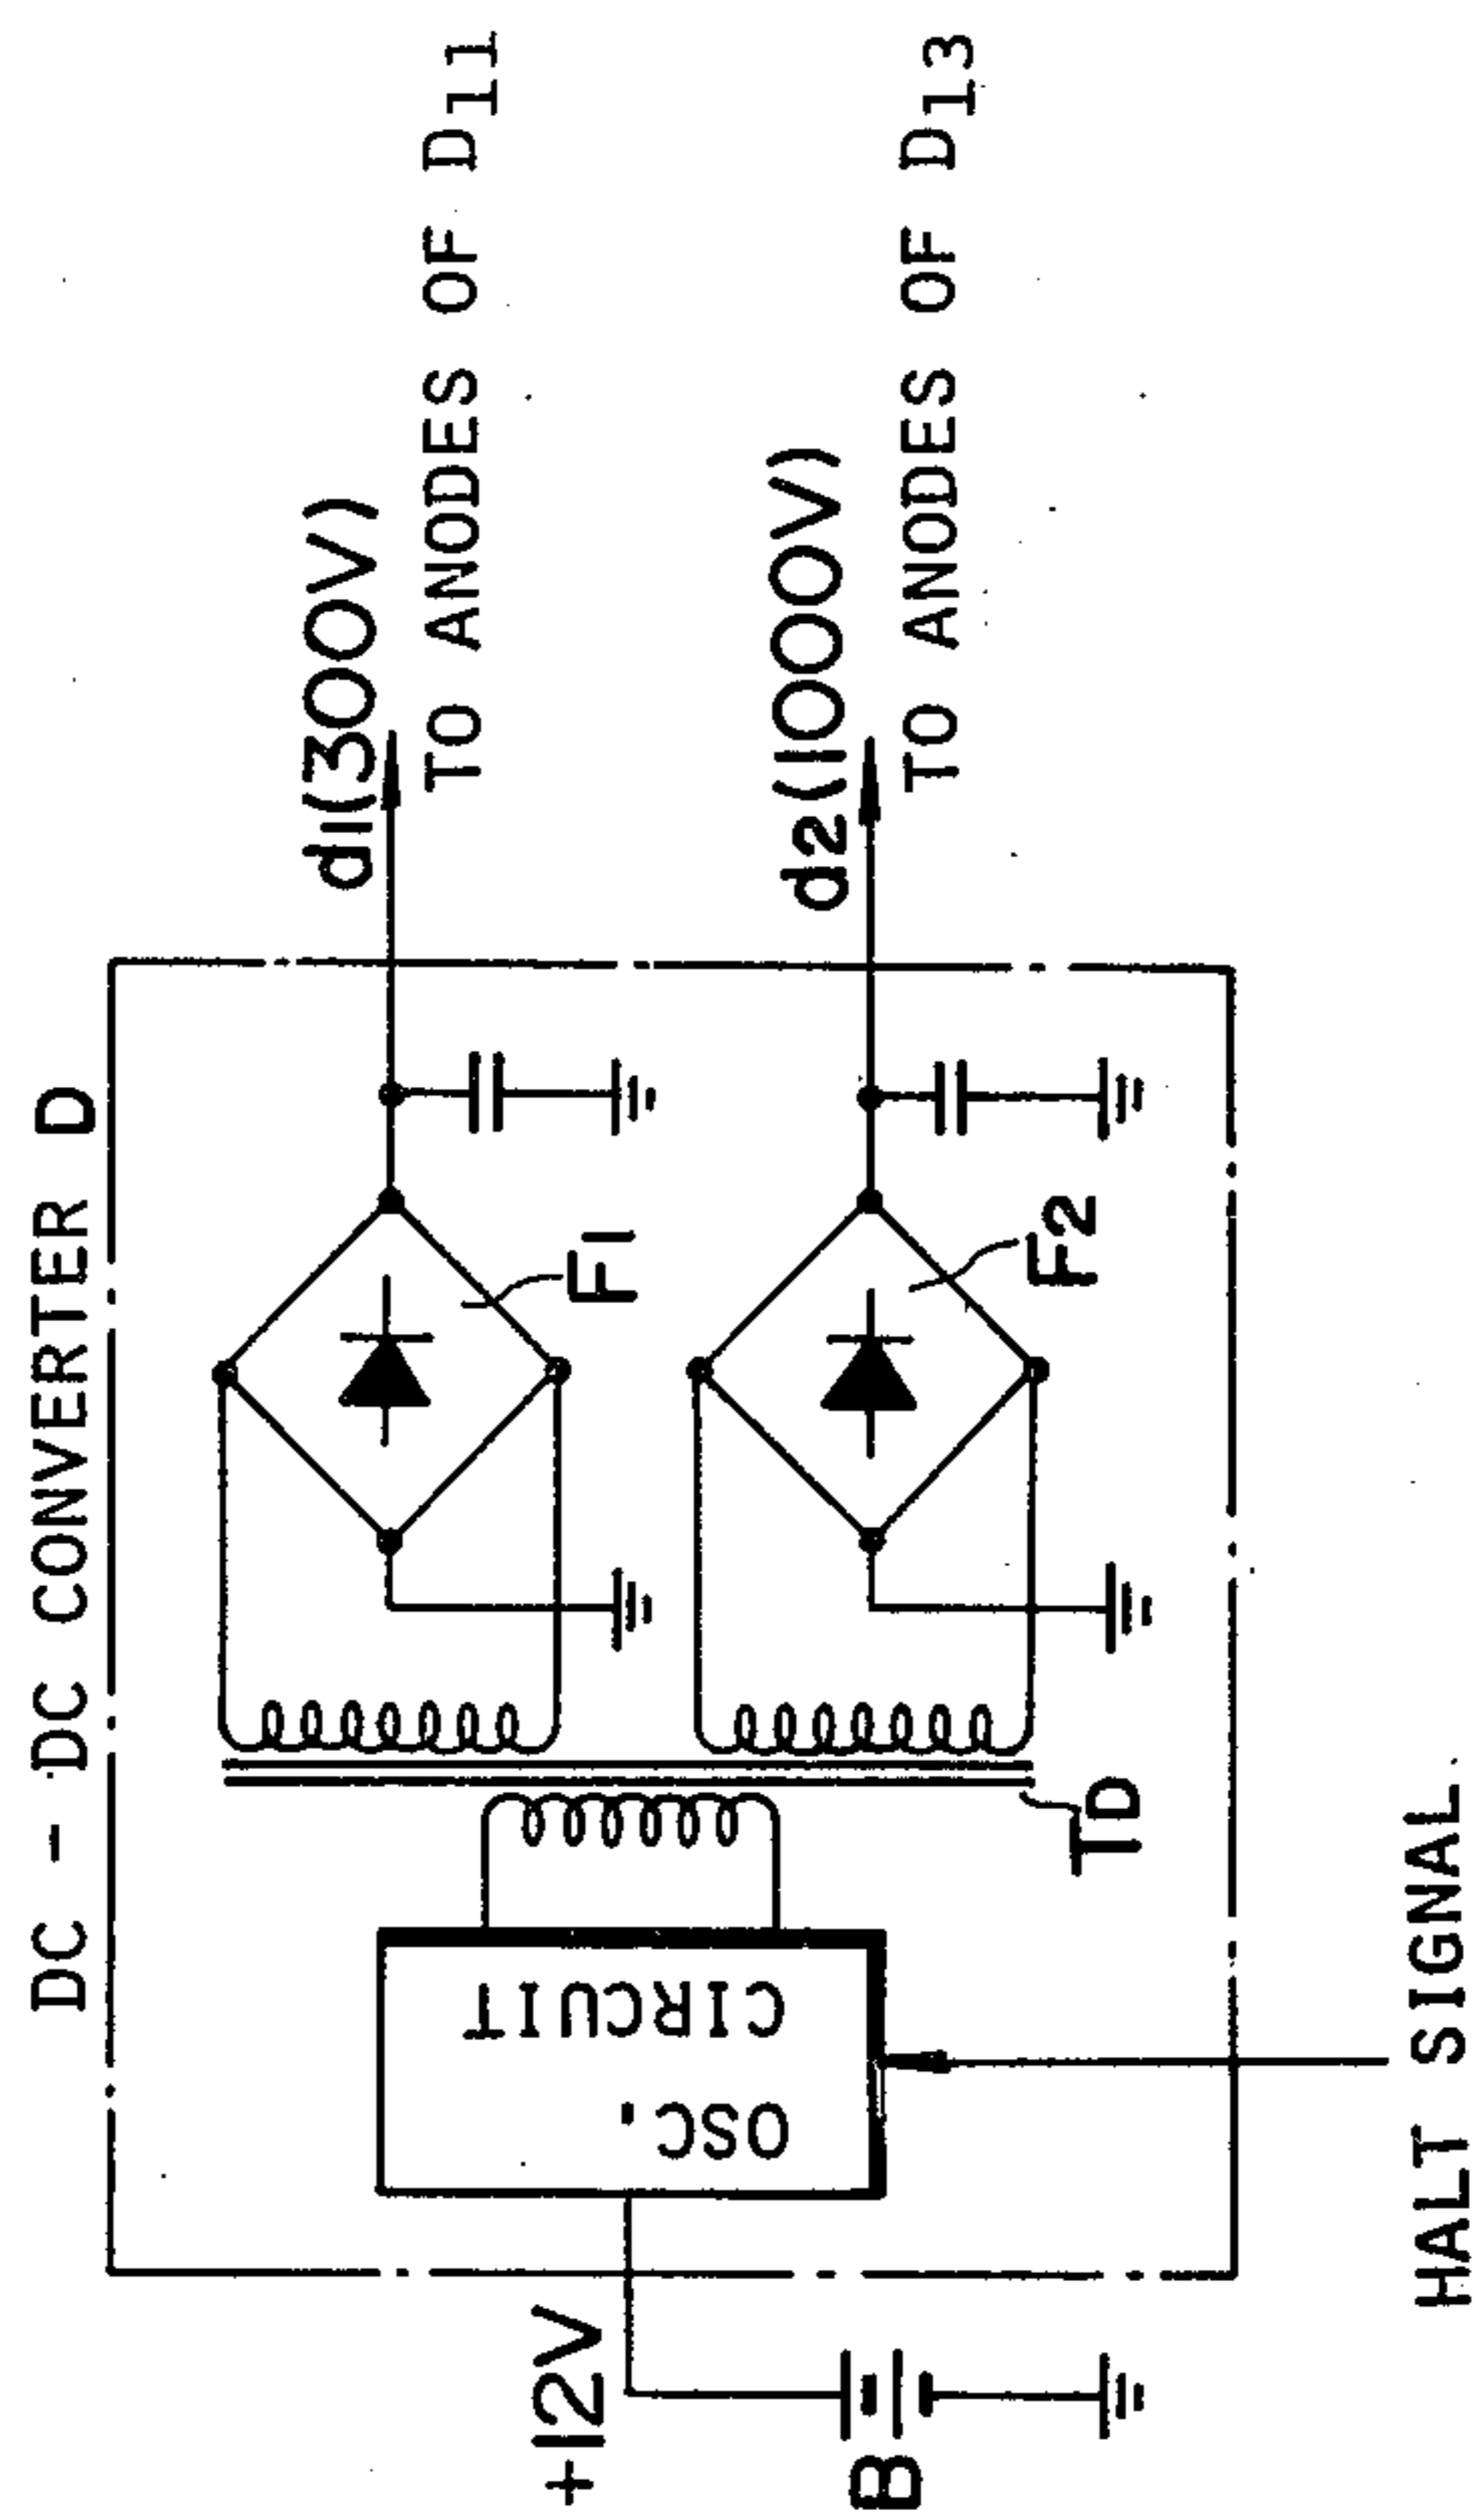 DC - DC CONVERTER D
d1(300V)
TO ANODES OF D11
d2(1000V)
TO ANODES OF D13
F1
F2
TD
OSC.
CIRCUIT
+12V
B
HALT SIGNAL